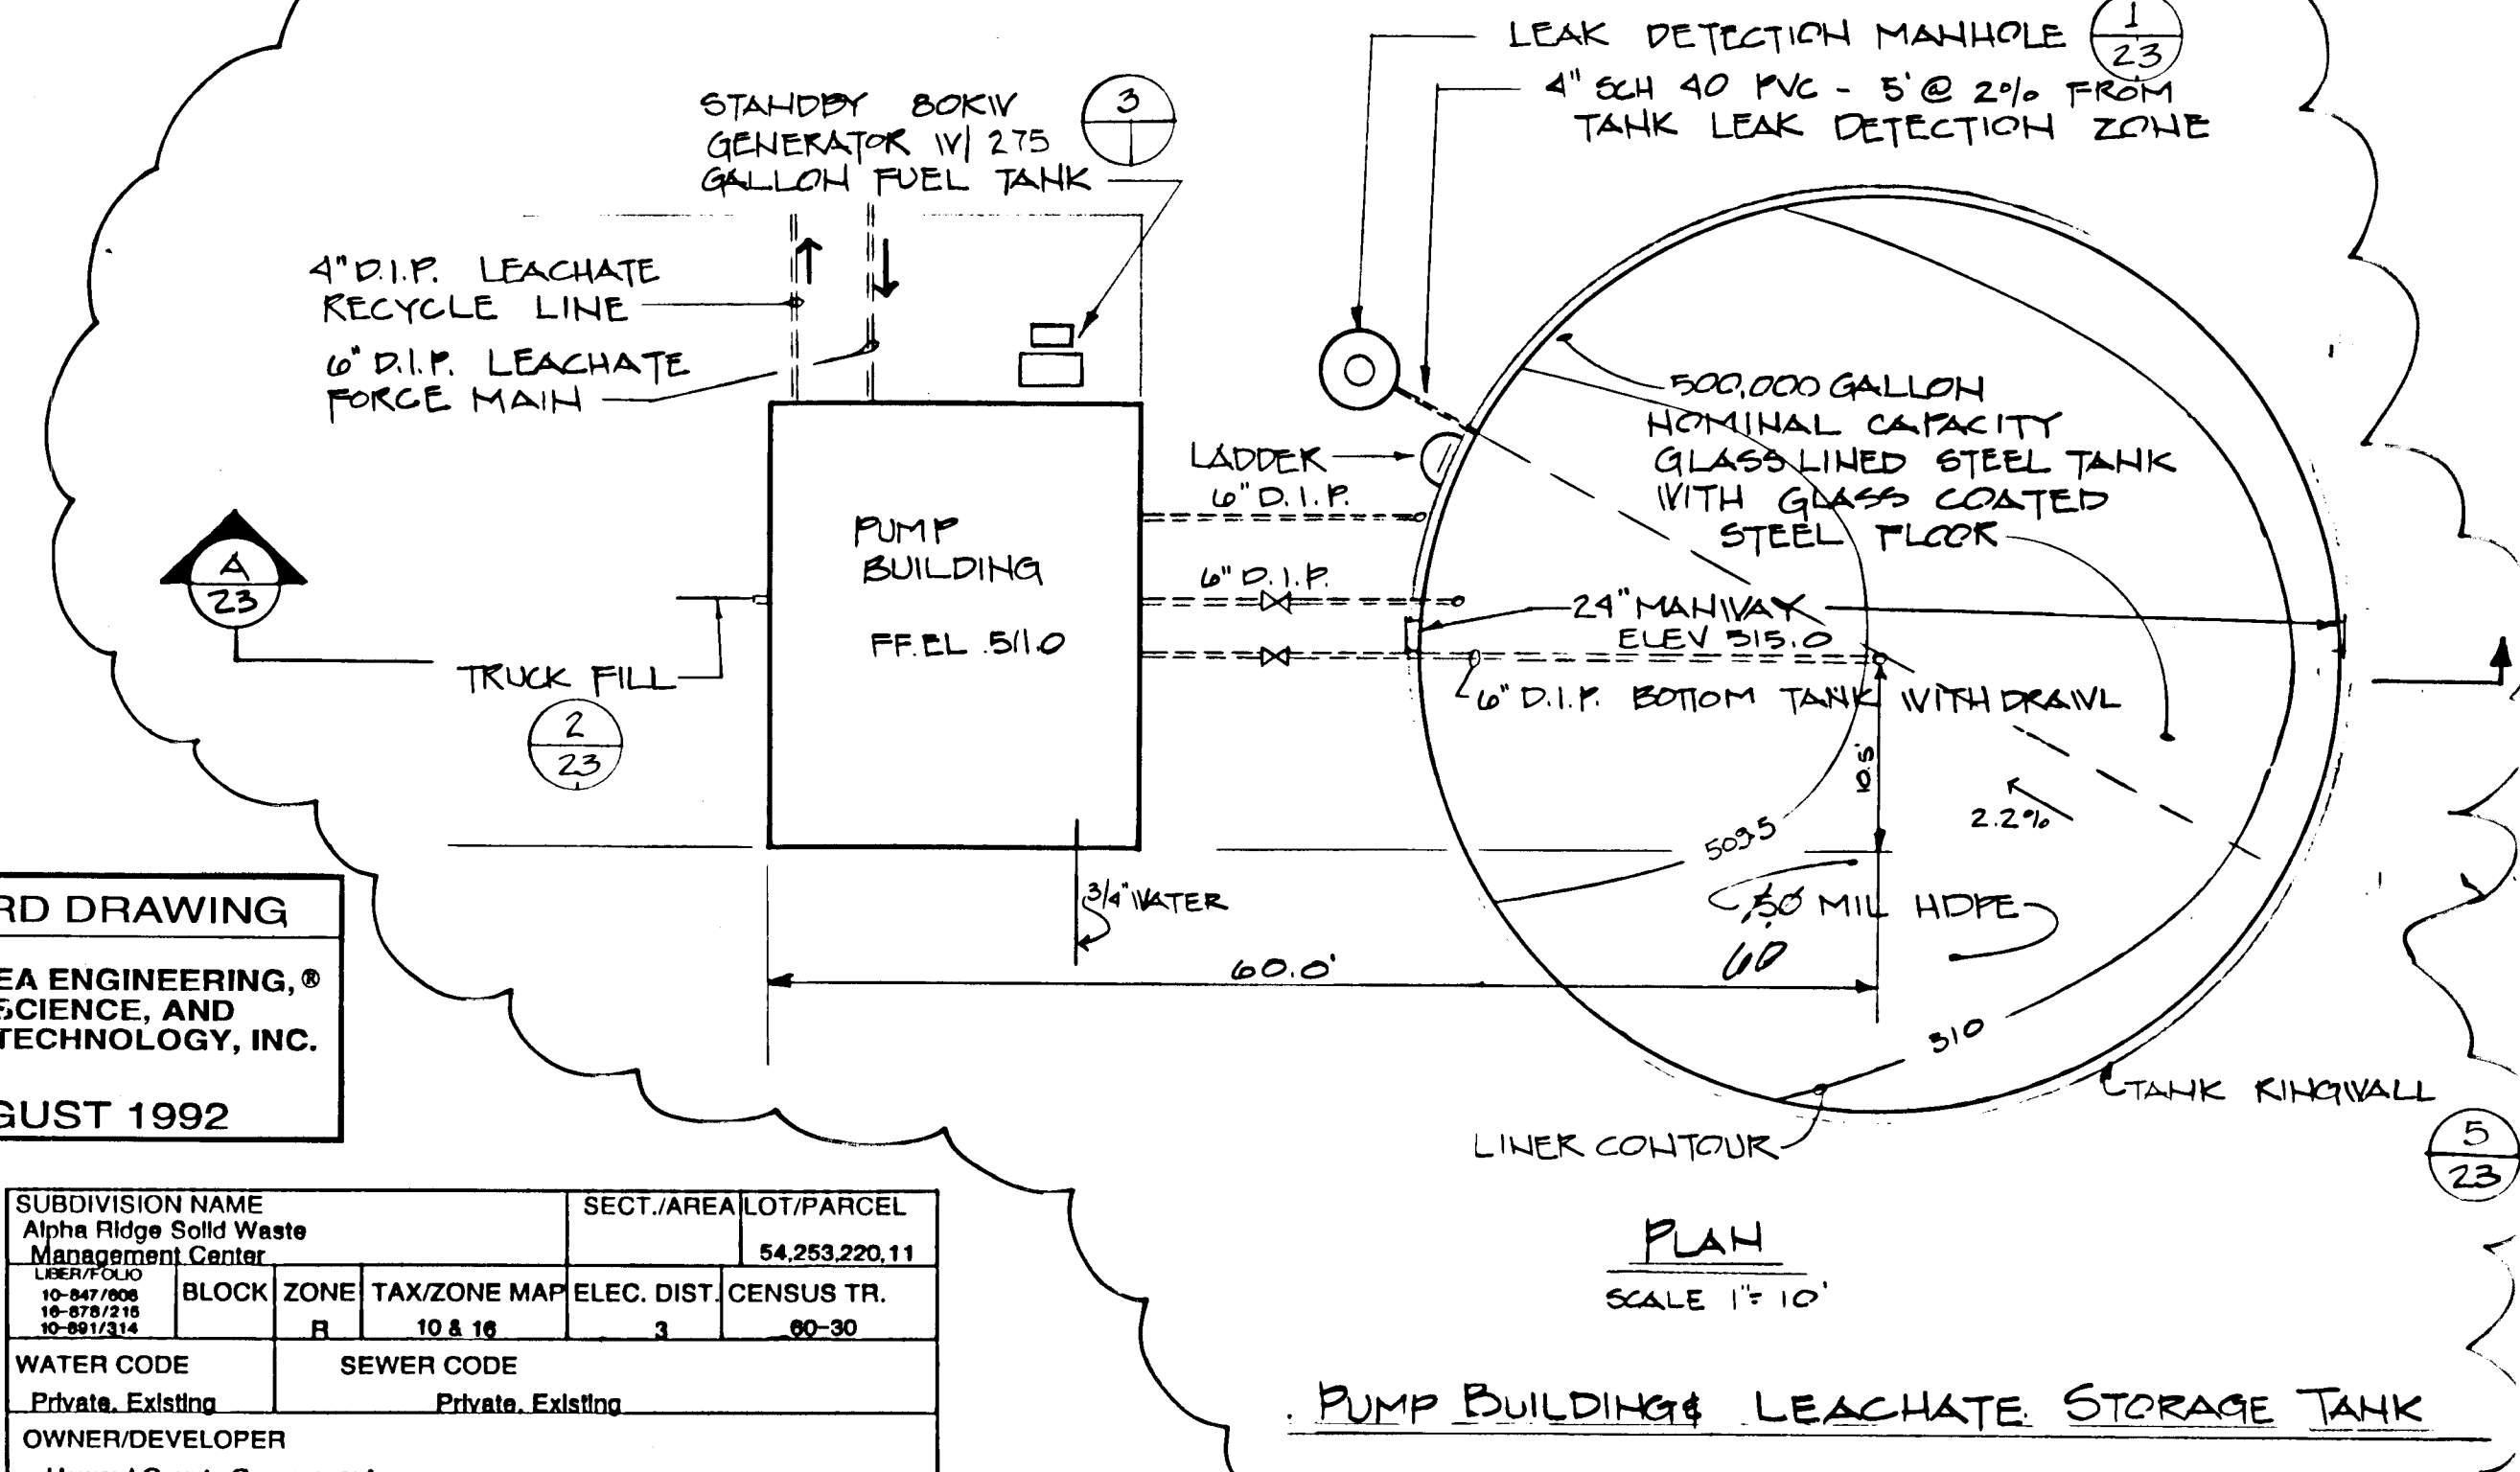 LEAK DETECTION MANHOLE
1
23
4" SCH 40 PVC - 5' @ 2% FROM
TANK LEAK DETECTION ZONE
STANDBY 80KW
GENERATOR W/ 275
GALLON FUEL TANK
3
4" D.I.P. LEACHATE
RECYCLE LINE
6" D.I.P. LEACHATE
FORCE MAIN
500,000 GALLON
NOMINAL CAPACITY
GLASS LINED STEEL TANK
WITH GLASS COATED
STEEL FLOOR
LADDER
6" D.I.P.
PUMP
BUILDING
FF.EL 511.0
6" D.I.P.
24" MANWAY
ELEV 515.0
6" D.I.P. BOTTOM TANK WITHDRAWL
A
23
TRUCK FILL
2
23
10.5'
2.2%
509.5
50 MIL HDPE
60
3/4" WATER
60.0'
510
TANK RINGWALL
5
23
LINER CONTOUR
PLAN
SCALE 1"= 10'
PUMP BUILDING & LEACHATE STORAGE TANK
RD DRAWING
EA ENGINEERING, ®
SCIENCE, AND
TECHNOLOGY, INC.
GUST 1992
SUBDIVISION NAME
Alpha Ridge Solid Waste
Management Center
SECT./AREA
LOT/PARCEL
54,253,220,11
LIBER/FOLIO
10-847/608
16-878/216
10-891/314
BLOCK
ZONE
R
TAX/ZONE MAP
10 & 16
ELEC. DIST.
3
CENSUS TR.
60-30
WATER CODE
Private, Existing
SEWER CODE
Private, Existing
OWNER/DEVELOPER